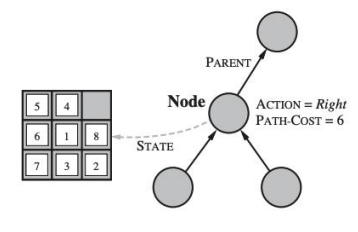 PARENT
5 4
Node
ACTION = Right
6 1 8
PATH-COST = 6
STATE
7 3 2